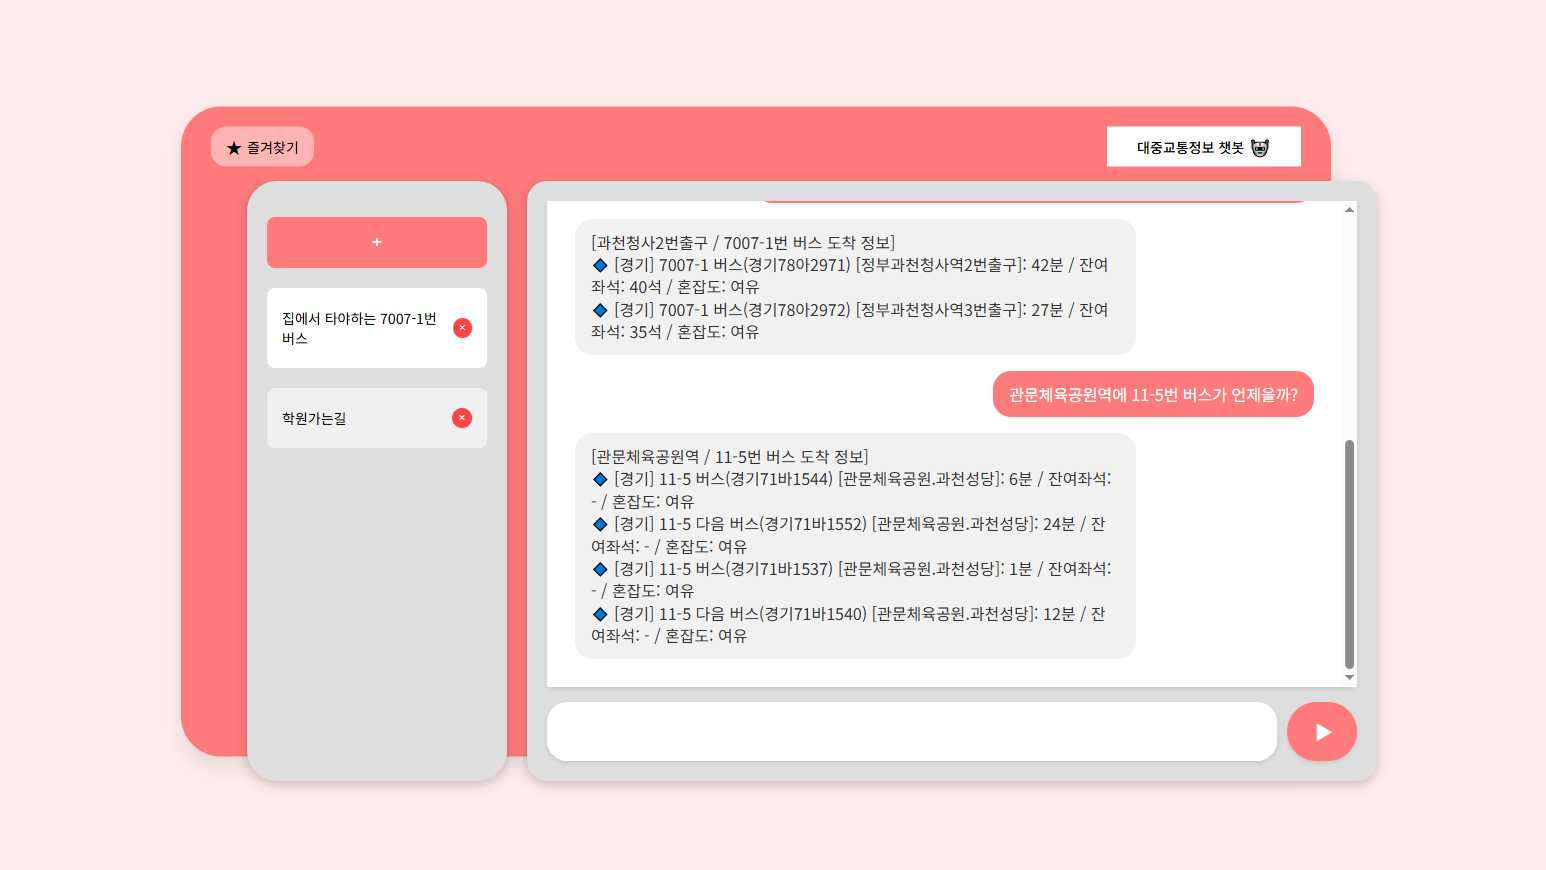 ★ 즐겨찾기
대중교통정보 챗봇
+
집에서 타야하는 7007-1번
버스
×
학원가는길
×
[과천청사2번출구 / 7007-1번 버스 도착 정보]
🔹 [경기] 7007-1 버스(경기78아2971) [정부과천청사역2번출구]: 42분 / 잔여
좌석: 40석 / 혼잡도: 여유
🔹 [경기] 7007-1 버스(경기78아2972) [정부과천청사역3번출구]: 27분 / 잔여
좌석: 35석 / 혼잡도: 여유
관문체육공원역에 11-5번 버스가 언제올까?
[관문체육공원역 / 11-5번 버스 도착 정보]
🔹 [경기] 11-5 버스(경기71바1544) [관문체육공원.과천성당]: 6분 / 잔여좌석:
- / 혼잡도: 여유
🔹 [경기] 11-5 다음 버스(경기71바1552) [관문체육공원.과천성당]: 24분 / 잔
여좌석: - / 혼잡도: 여유
🔹 [경기] 11-5 버스(경기71바1537) [관문체육공원.과천성당]: 1분 / 잔여좌석:
- / 혼잡도: 여유
🔹 [경기] 11-5 다음 버스(경기71바1540) [관문체육공원.과천성당]: 12분 / 잔
여좌석: - / 혼잡도: 여유